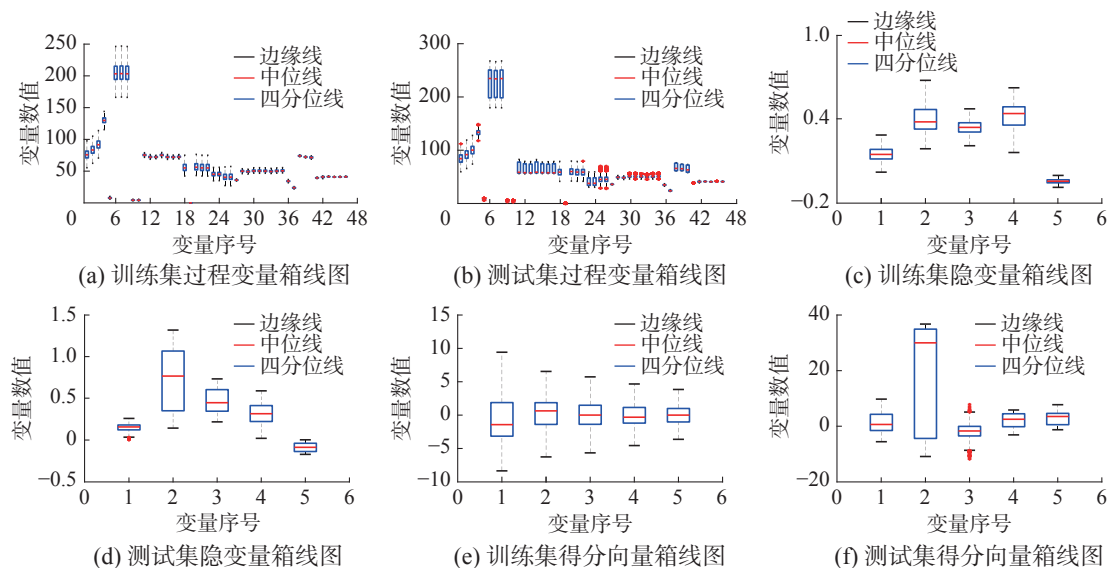 250
200
150
100
50
0
6
12
18
24
30
36
42
48
变量数值
变量序号
边缘线
中位线
四分位线
(a) 训练集过程变量箱线图
300
200
100
0
6
12
18
24
30
36
42
48
变量数值
变量序号
边缘线
中位线
四分位线
(b) 测试集过程变量箱线图
1.0
0.4
−0.2
0
1
2
3
4
5
6
变量数值
变量序号
边缘线
中位线
四分位线
(c) 训练集隐变量箱线图
1.5
1.0
0.5
0
−0.5
0
1
2
3
4
5
6
变量数值
变量序号
边缘线
中位线
四分位线
(d) 测试集隐变量箱线图
15
10
5
0
−5
−10
0
1
2
3
4
5
6
变量数值
变量序号
边缘线
中位线
四分位线
(e) 训练集得分向量箱线图
40
20
0
−20
0
1
2
3
4
5
6
变量数值
变量序号
边缘线
中位线
四分位线
(f) 测试集得分向量箱线图